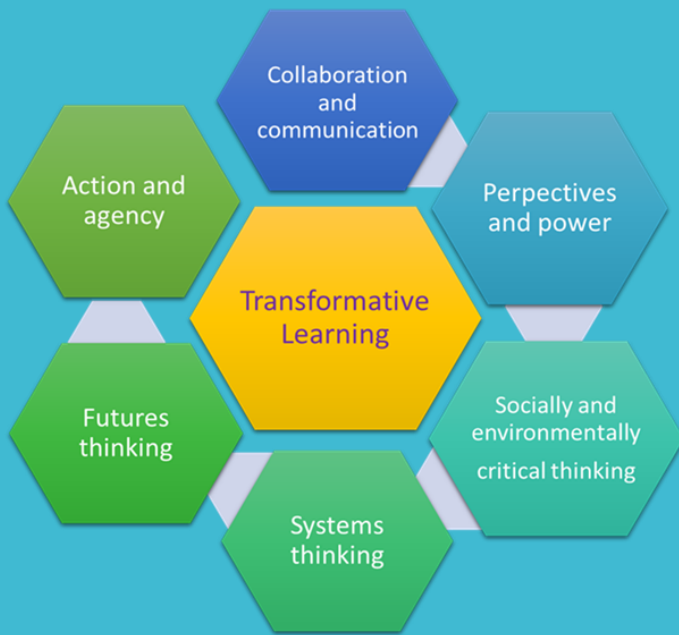 Collaboration
and
communication
Perpectives
and power
Socially and
environmentally
critical thinking
Systems
thinking
Futures
thinking
Action and
agency
Transformative
Learning